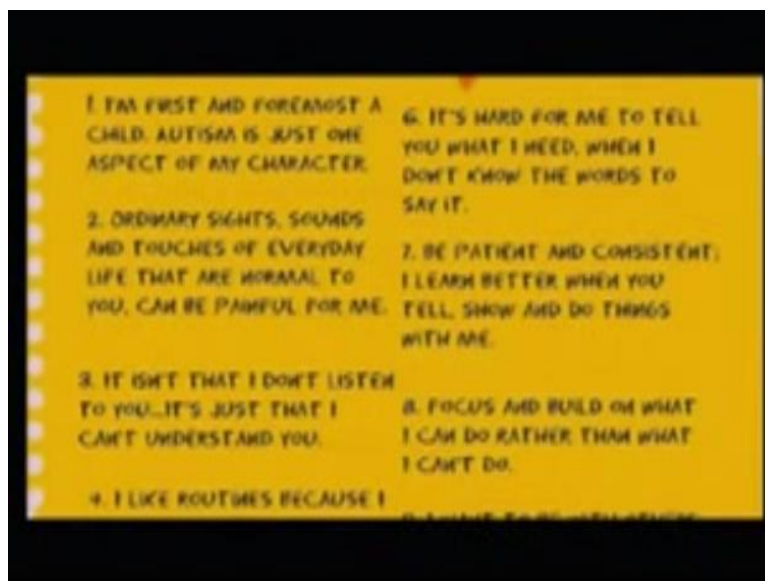 1. I'M FIRST AND FOREMOST A
CHILD. AUTISM IS JUST ONE
ASPECT OF MY CHARACTER.
2. ORDINARY SIGHTS, SOUNDS
AND TOUCHES OF EVERYDAY
LIFE THAT ARE NORMAL TO
YOU, CAN BE PAINFUL FOR ME.
3. IT ISN'T THAT I DON'T LISTEN
TO YOU...IT'S JUST THAT I
CAN'T UNDERSTAND YOU.
4. I LIKE ROUTINES BECAUSE I
6. IT'S HARD FOR ME TO TELL
YOU WHAT I NEED, WHEN I
DON'T KNOW THE WORDS TO
SAY IT.
7. BE PATIENT AND CONSISTENT;
I LEARN BETTER WHEN YOU
TELL, SHOW AND DO THINGS
WITH ME.
8. FOCUS AND BUILD ON WHAT
I CAN DO RATHER THAN WHAT
I CAN'T DO.